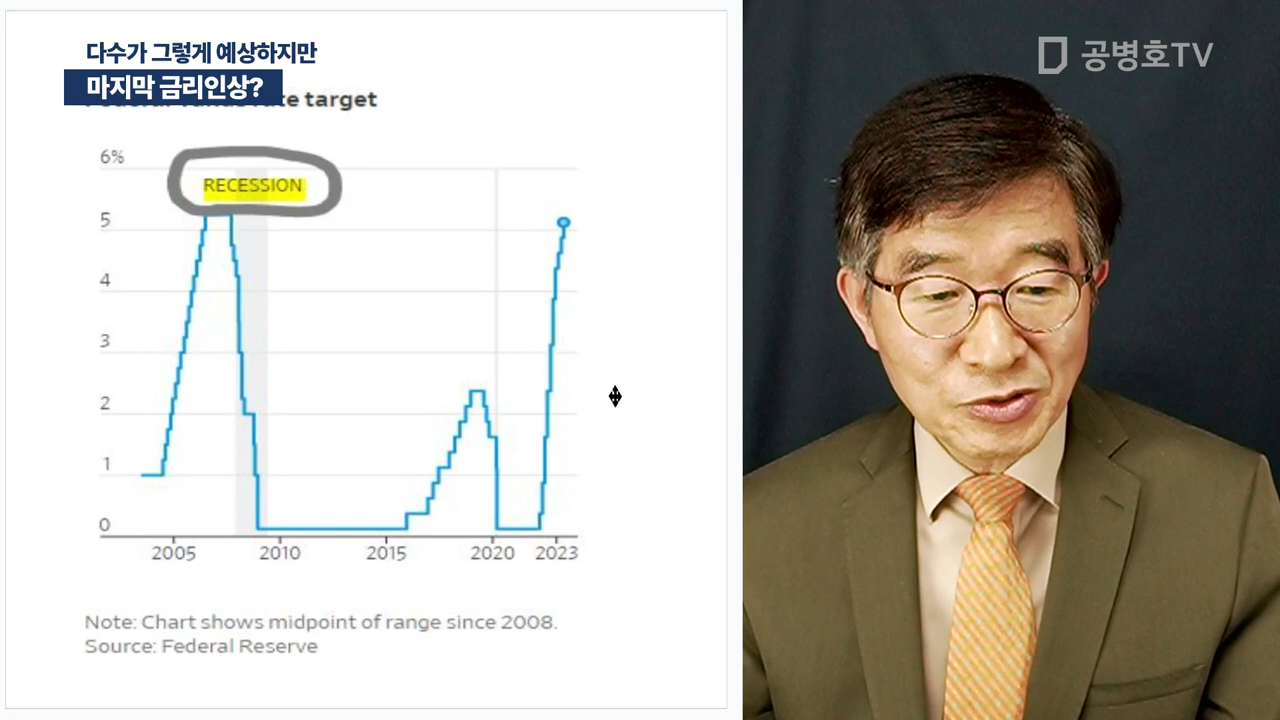 다수가 그렇게 예상하지만
마지막 금리인상?
target
공병호TV
6%
RECESSION
5
4
3
2
1
0
2005 2010 2015 2020 2023
Note: Chart shows midpoint of range since 2008.
Source: Federal Reserve